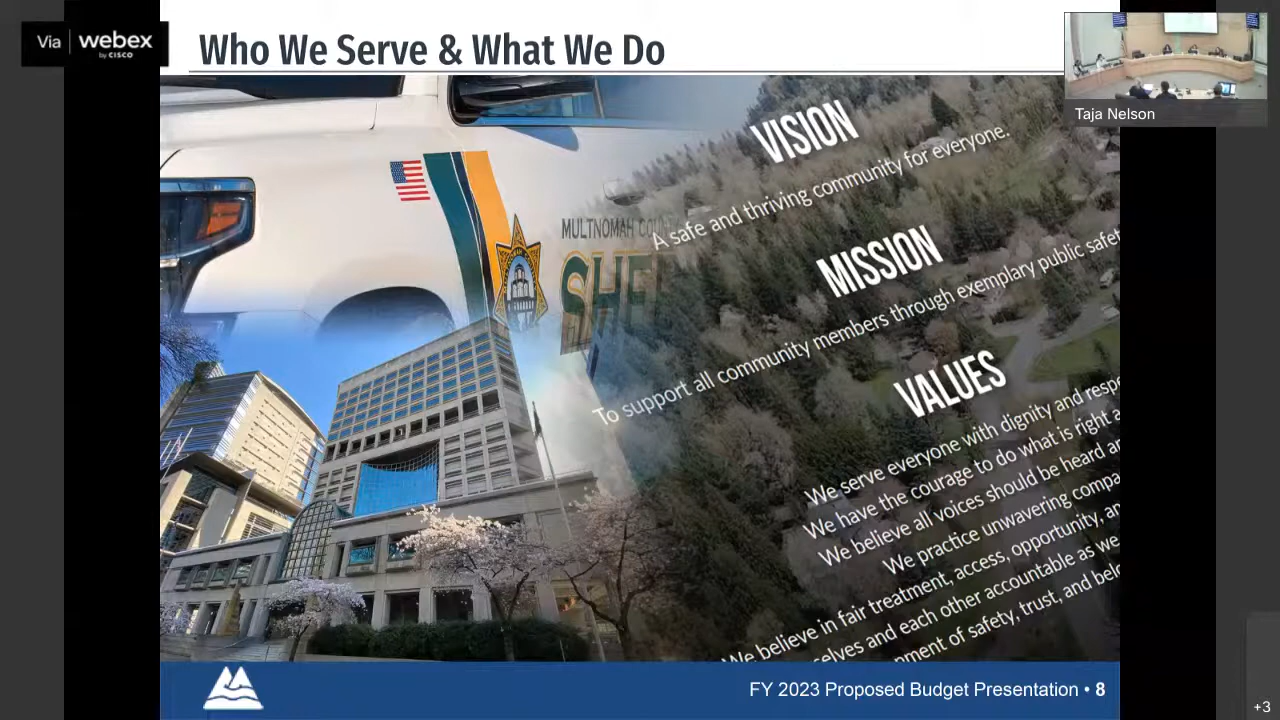 Via webex
by CISCO
Who We Serve & What We Do
Taja Nelson
VISION
A safe and thriving community for everyone.
MULTNOMAH COUN
SHE
MISSION
To support all community members through exemplary public safet
VALUES
We serve everyone with dignity and respe
We have the courage to do what is right a
We believe all voices should be heard an
We practice unwavering compa
We believe in fair treatment, access, opportunity, an
selves and each other accountable as we
nment of safety, trust, and belo
FY 2023 Proposed Budget Presentation • 8
+3